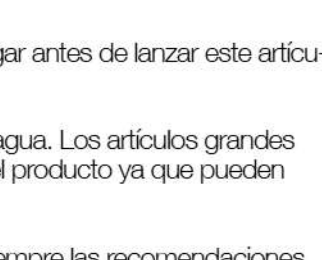 gar antes de lanzar este artícu-
agua. Los artículos grandes
el producto, ya que pueden
empre las recomendaciones